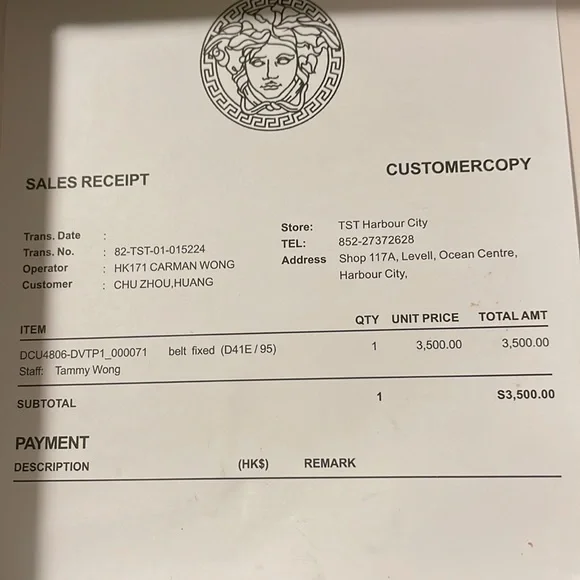 SALES RECEIPT
CUSTOMERCOPY
Trans. Date :
Trans. No. : 82-TST-01-015224
Operator : HK171 CARMAN WONG
Customer : CHU ZHOU,HUANG
Store: TST Harbour City
TEL: 852-27372628
Address Shop 117A, Levell, Ocean Centre,
Harbour City,
ITEM QTY UNIT PRICE TOTAL AMT
DCU4806-DVTP1_000071 belt fixed (D41E/95) 1 3,500.00 3,500.00
Staff: Tammy Wong
SUBTOTAL 1 S3,500.00
PAYMENT
DESCRIPTION (HK$) REMARK